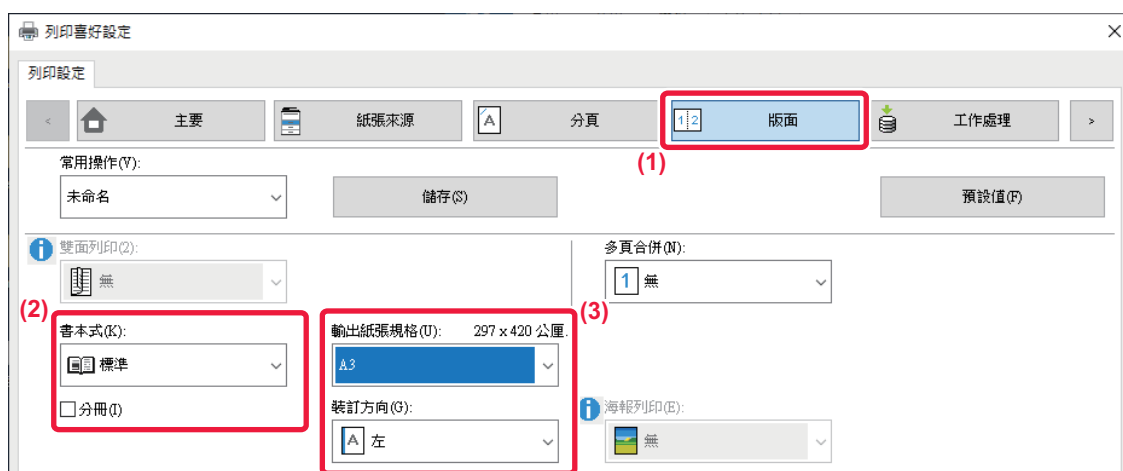 列印喜好設定
列印設定
< 主要 紙張來源 A 分頁 1 2 版面 工作處理 >
(1)
常用操作(V):
未命名 儲存(S) 預設值(F)
雙面列印(2): 多頁合併(N):
無 1 無
(2) (3)
書本式(K): 輸出紙張規格(U): 297 x 420 公厘.
標準 A3
分冊(I) 裝訂方向(G): 海報列印(E):
A 左 無